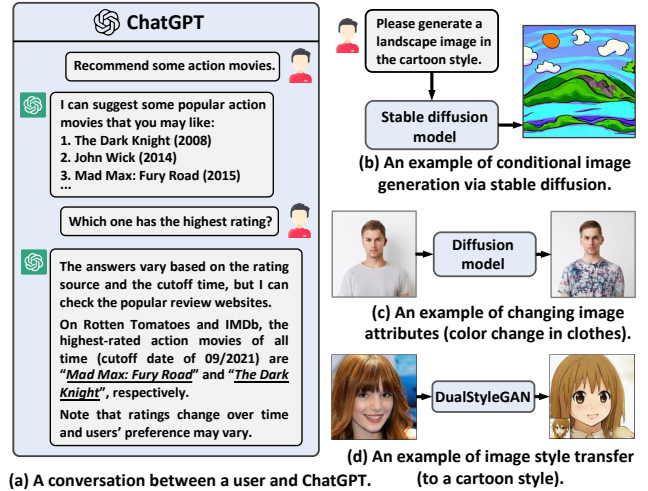 ChatGPT
Recommend some action movies.
I can suggest some popular action
movies that you may like:
1. The Dark Knight (2008)
2. John Wick (2014)
3. Mad Max: Fury Road (2015)
...
Which one has the highest rating?
The answers vary based on the rating
source and the cutoff time, but I can
check the popular review websites.
On Rotten Tomatoes and IMDb, the
highest-rated action movies of all
time (cutoff date of 09/2021) are
“Mad Max: Fury Road” and “The Dark
Knight”, respectively.
Note that ratings change over time
and users’ preference may vary.
(a) A conversation between a user and ChatGPT.
Please generate a
landscape image in
the cartoon style.
Stable diffusion
model
(b) An example of conditional image
generation via stable diffusion.
Diffusion
model
(c) An example of changing image
attributes (color change in clothes).
DualStyleGAN
(d) An example of image style transfer
(to a cartoon style).